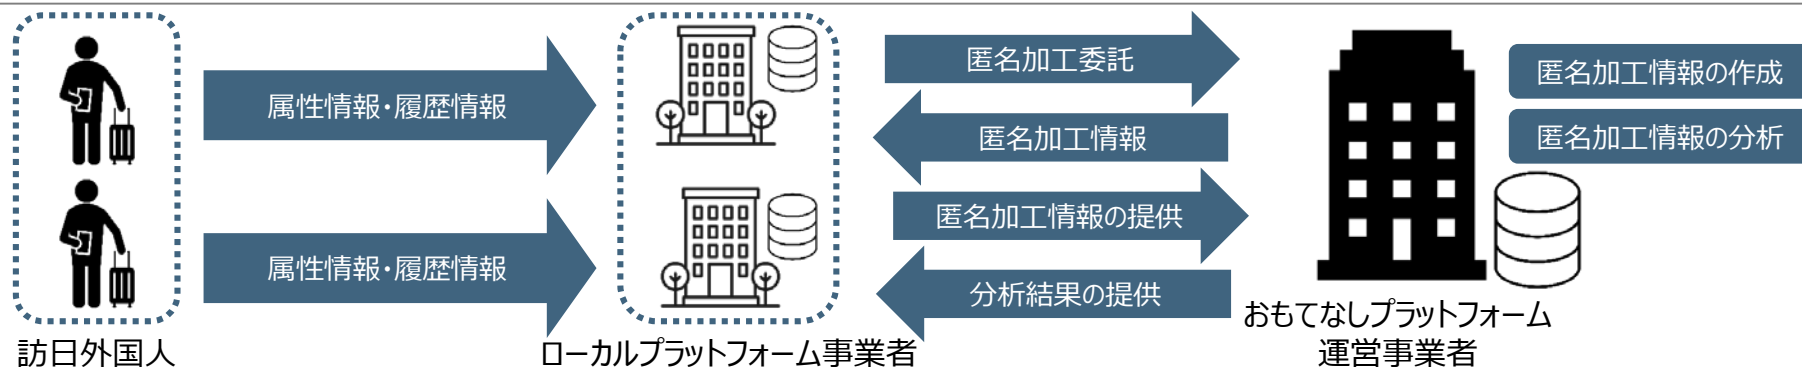 属性情報・履歴情報
属性情報・履歴情報
匿名加工委託
匿名加工情報
匿名加工情報の提供
分析結果の提供
匿名加工情報の作成
匿名加工情報の分析
訪日外国人
ローカルプラットフォーム事業者
おもてなしプラットフォーム
運営事業者